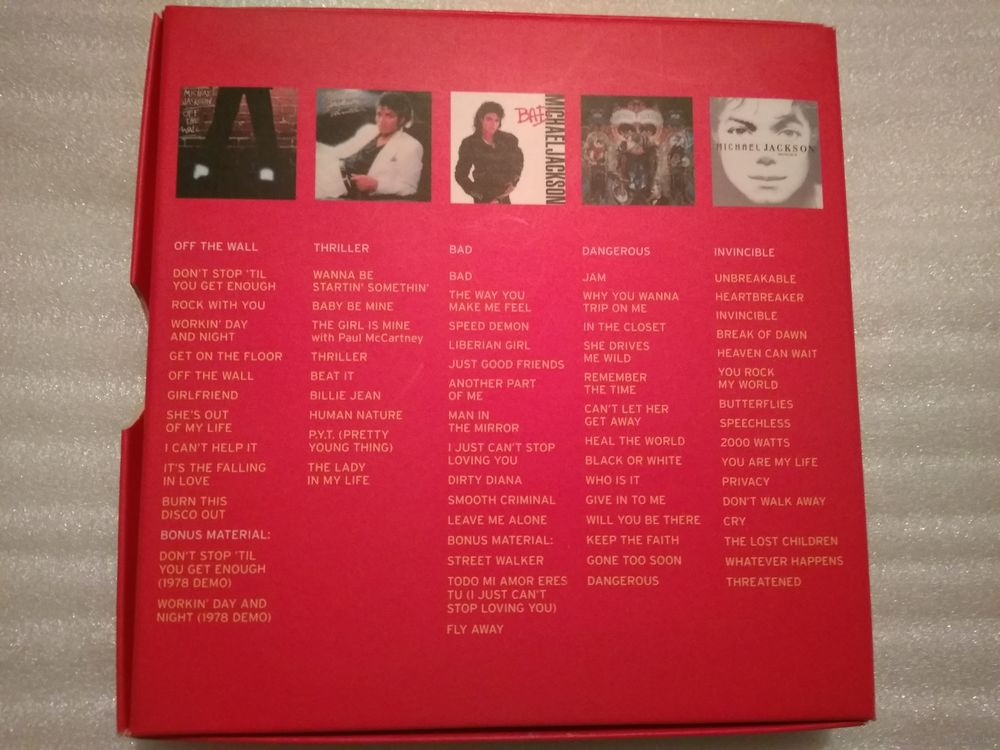 MICHAEL
JACKSON
OFF
THE
WALL
BAD
MICHAEL JACKSON
MICHAEL JACKSON
OFF THE WALL
DON'T STOP 'TIL
YOU GET ENOUGH
ROCK WITH YOU
WORKIN' DAY
AND NIGHT
GET ON THE FLOOR
OFF THE WALL
GIRLFRIEND
SHE'S OUT
OF MY LIFE
I CAN'T HELP IT
IT'S THE FALLING
IN LOVE
BURN THIS
DISCO OUT
BONUS MATERIAL:
DON'T STOP 'TIL
YOU GET ENOUGH
(1978 DEMO)
WORKIN' DAY AND
NIGHT (1978 DEMO)
THRILLER
WANNA BE
STARTIN' SOMETHIN'
BABY BE MINE
THE GIRL IS MINE
with Paul McCartney
THRILLER
BEAT IT
BILLIE JEAN
HUMAN NATURE
P.Y.T. (PRETTY
YOUNG THING)
THE LADY
IN MY LIFE
BAD
BAD
THE WAY YOU
MAKE ME FEEL
SPEED DEMON
LIBERIAN GIRL
JUST GOOD FRIENDS
ANOTHER PART
OF ME
MAN IN
THE MIRROR
I JUST CAN'T STOP
LOVING YOU
DIRTY DIANA
SMOOTH CRIMINAL
LEAVE ME ALONE
BONUS MATERIAL:
STREET WALKER
TODO MI AMOR ERES
TU (I JUST CAN'T
STOP LOVING YOU)
FLY AWAY
DANGEROUS
JAM
WHY YOU WANNA
TRIP ON ME
IN THE CLOSET
SHE DRIVES
ME WILD
REMEMBER
THE TIME
CAN'T LET HER
GET AWAY
HEAL THE WORLD
BLACK OR WHITE
WHO IS IT
GIVE IN TO ME
WILL YOU BE THERE
KEEP THE FAITH
GONE TOO SOON
DANGEROUS
INVINCIBLE
UNBREAKABLE
HEARTBREAKER
INVINCIBLE
BREAK OF DAWN
HEAVEN CAN WAIT
YOU ROCK
MY WORLD
BUTTERFLIES
SPEECHLESS
2000 WATTS
YOU ARE MY LIFE
PRIVACY
DON'T WALK AWAY
CRY
THE LOST CHILDREN
WHATEVER HAPPENS
THREATENED